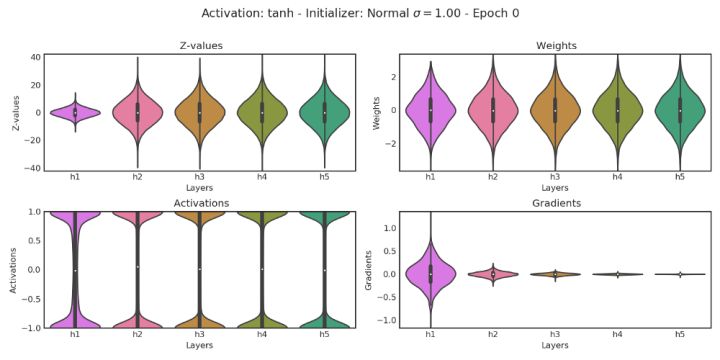 Activation: tanh - Initializer: Normal σ = 1.00 - Epoch 0
Z-values
Z-values
40
20
0
−20
−40
h1 h2 h3 h4 h5
Layers
Weights
Weights
2
0
−2
h1 h2 h3 h4 h5
Layers
Activations
Activations
1.0
0.5
0.0
−0.5
−1.0
h1 h2 h3 h4 h5
Layers
Gradients
Gradients
1.0
0.5
0.0
−0.5
−1.0
h1 h2 h3 h4 h5
Layers